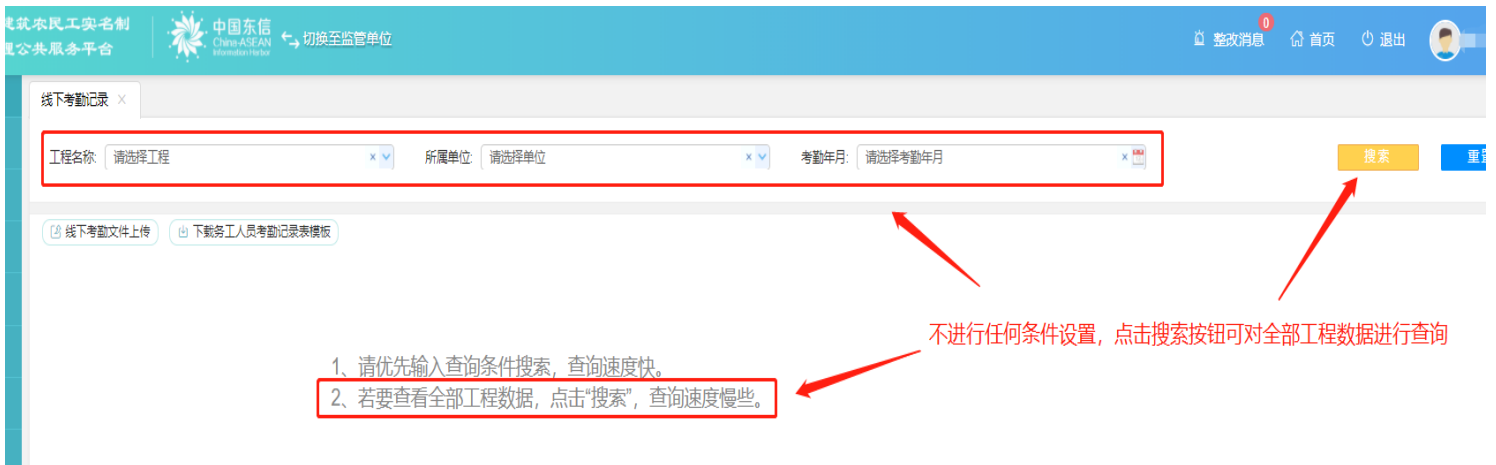 建筑农民工实名制
理公共服务平台
中国东信
China-ASEAN
Information Harbor
切换至监管单位
0
整改消息
首页
退出
线下考勤记录
工程名称:
请选择工程
所属单位:
请选择单位
考勤年月:
请选择考勤年月
搜索
重置
线下考勤文件上传
下载务工人员考勤记录表模板
不进行任何条件设置，点击搜索按钮可对全部工程数据进行查询
1、请优先输入查询条件搜索，查询速度快。
2、若要查看全部工程数据，点击“搜索”，查询速度慢些。